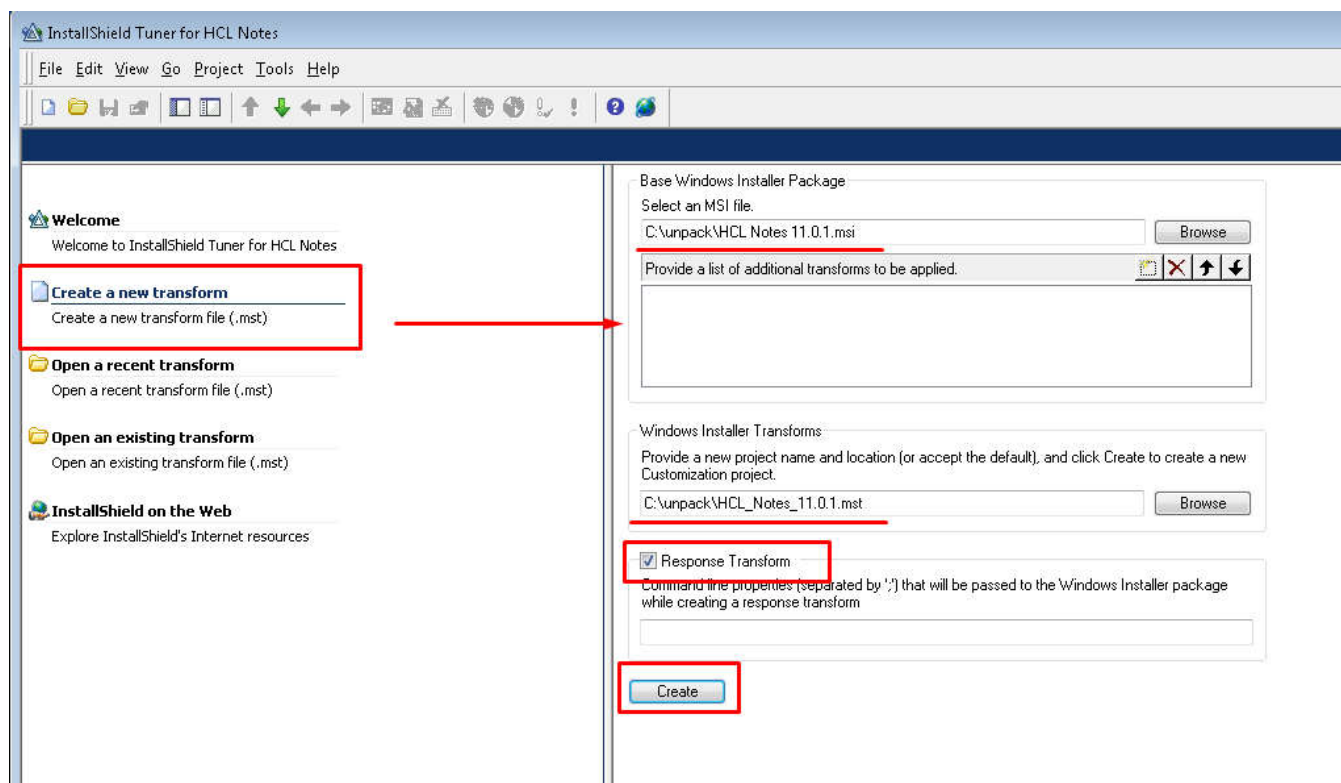 InstallShield Tuner for HCL Notes
File Edit View Go Project Tools Help
Welcome
Welcome to InstallShield Tuner for HCL Notes
Create a new transform
Create a new transform file (.mst)
Open a recent transform
Open a recent transform file (.mst)
Open an existing transform
Open an existing transform file (.mst)
InstallShield on the Web
Explore InstallShield's Internet resources
Base Windows Installer Package
Select an MSI file.
C:\unpack\HCL Notes 11.0.1.msi
Browse
Provide a list of additional transforms to be applied.
Windows Installer Transforms
Provide a new project name and location (or accept the default), and click Create to create a new
Customization project.
C:\unpack\HCL_Notes_11.0.1.mst
Browse
Response Transform
Command line properties (separated by ';') that will be passed to the Windows Installer package
while creating a response transform
Create